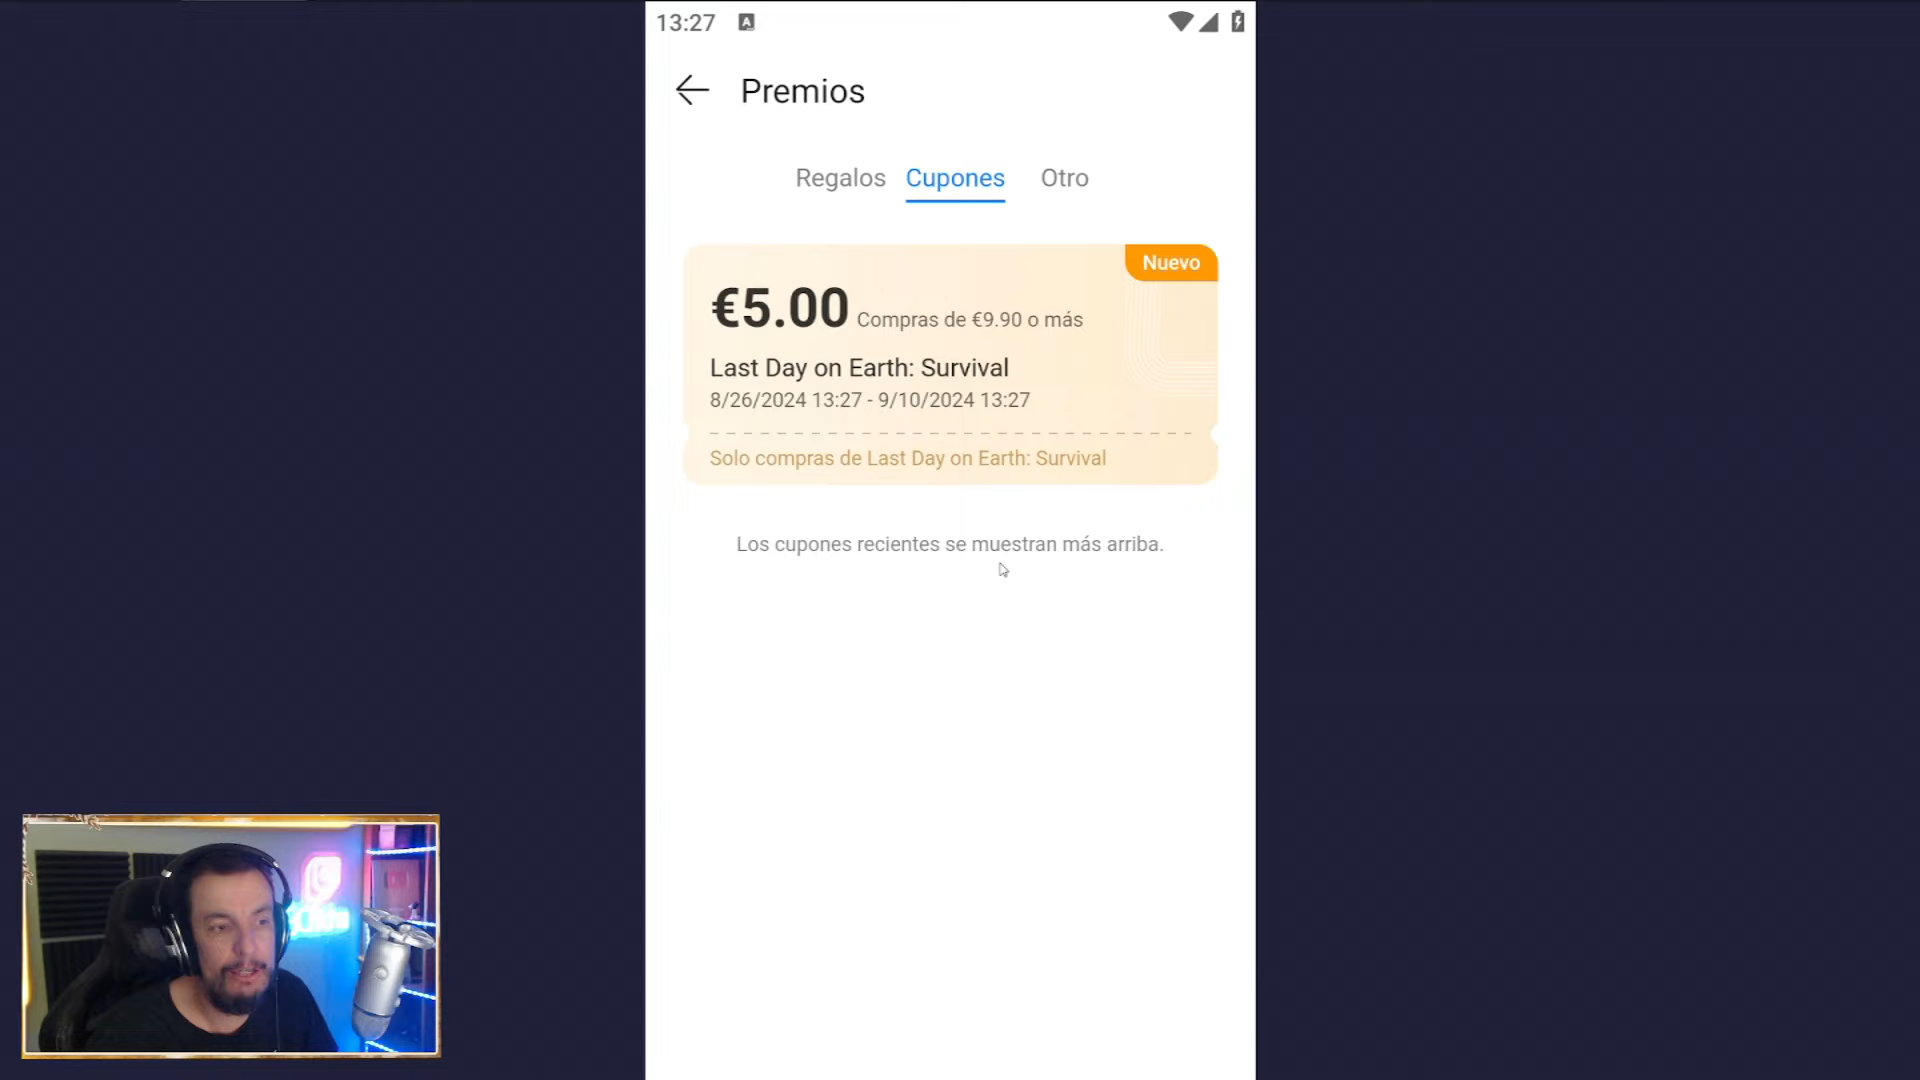 13:27
A
Premios
Regalos
Cupones
Otro
Nuevo
€5.00 Compras de €9.90 o más
Last Day on Earth: Survival
8/26/2024 13:27 - 9/10/2024 13:27
Solo compras de Last Day on Earth: Survival
Los cupones recientes se muestran más arriba.